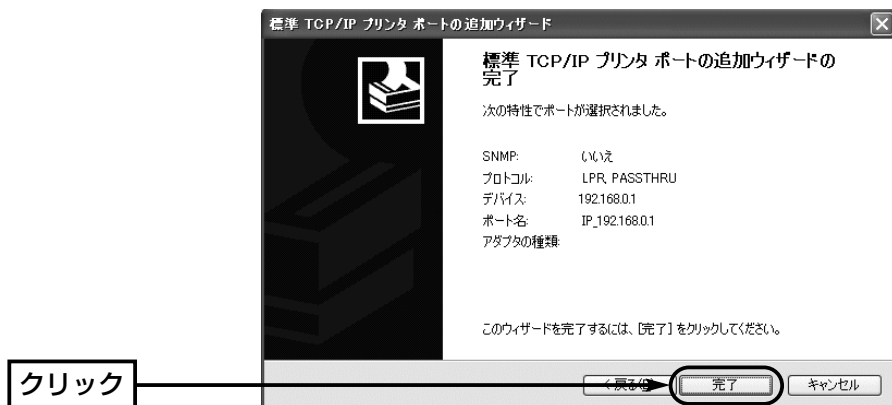 標準 TCP/IP プリンタ ポートの追加ウィザード
標準 TCP/IP プリンタ ポートの追加ウィザードの
完了
次の特性でポートが選択されました。
SNMP: いいえ
プロトコル: LPR, PASSTHRU
デバイス: 192.168.0.1
ポート名: IP_192.168.0.1
アダプタの種類:
このウィザードを完了するには、[完了] をクリックしてください。
クリック
< 戻る(B)
完了
キャンセル